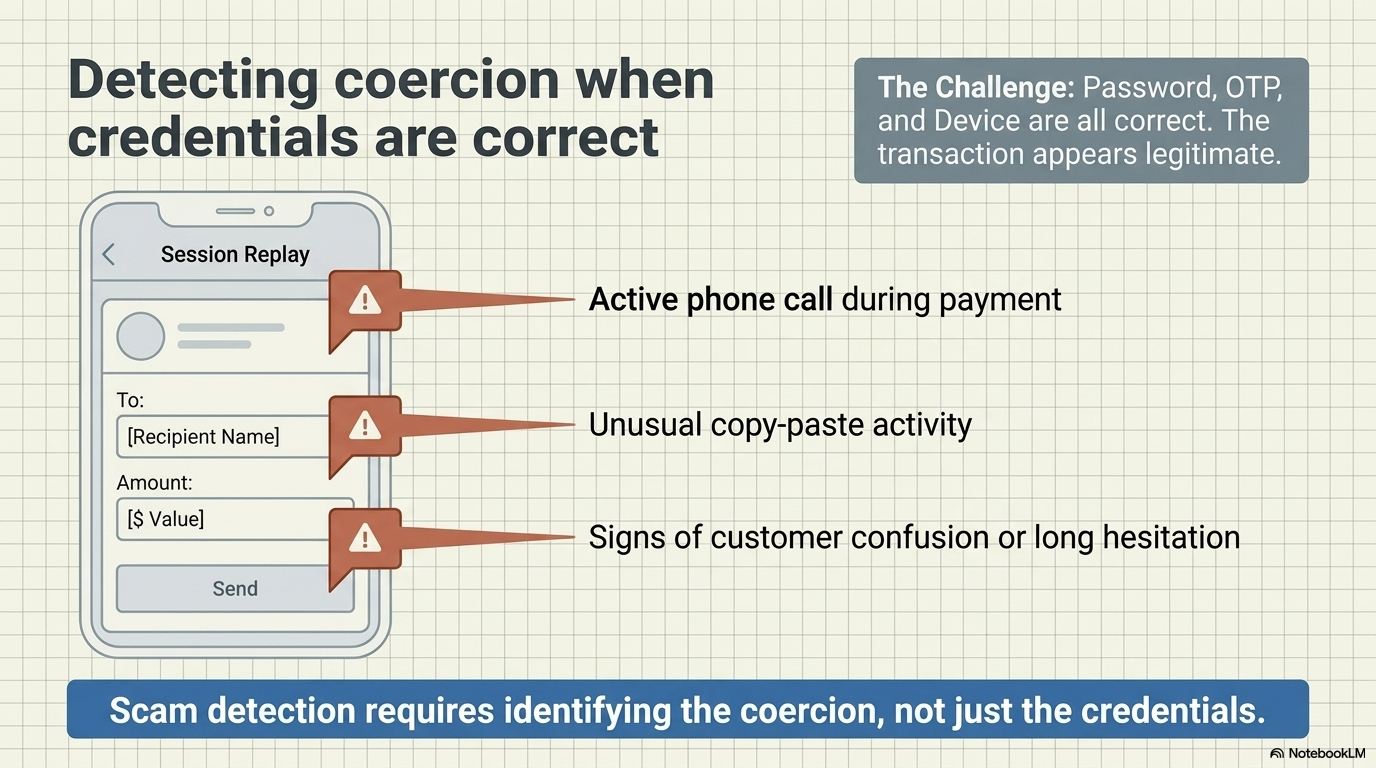 Detecting coercion when
credentials are correct
The Challenge: Password, OTP,
and Device are all correct. The
transaction appears legitimate.
Session Replay
Active phone call during payment
To:
[Recipient Name]
Unusual copy-paste activity
Amount:
[$ Value]
Signs of customer confusion or long hesitation
Send
Scam detection requires identifying the coercion, not just the credentials.
NotebookLM